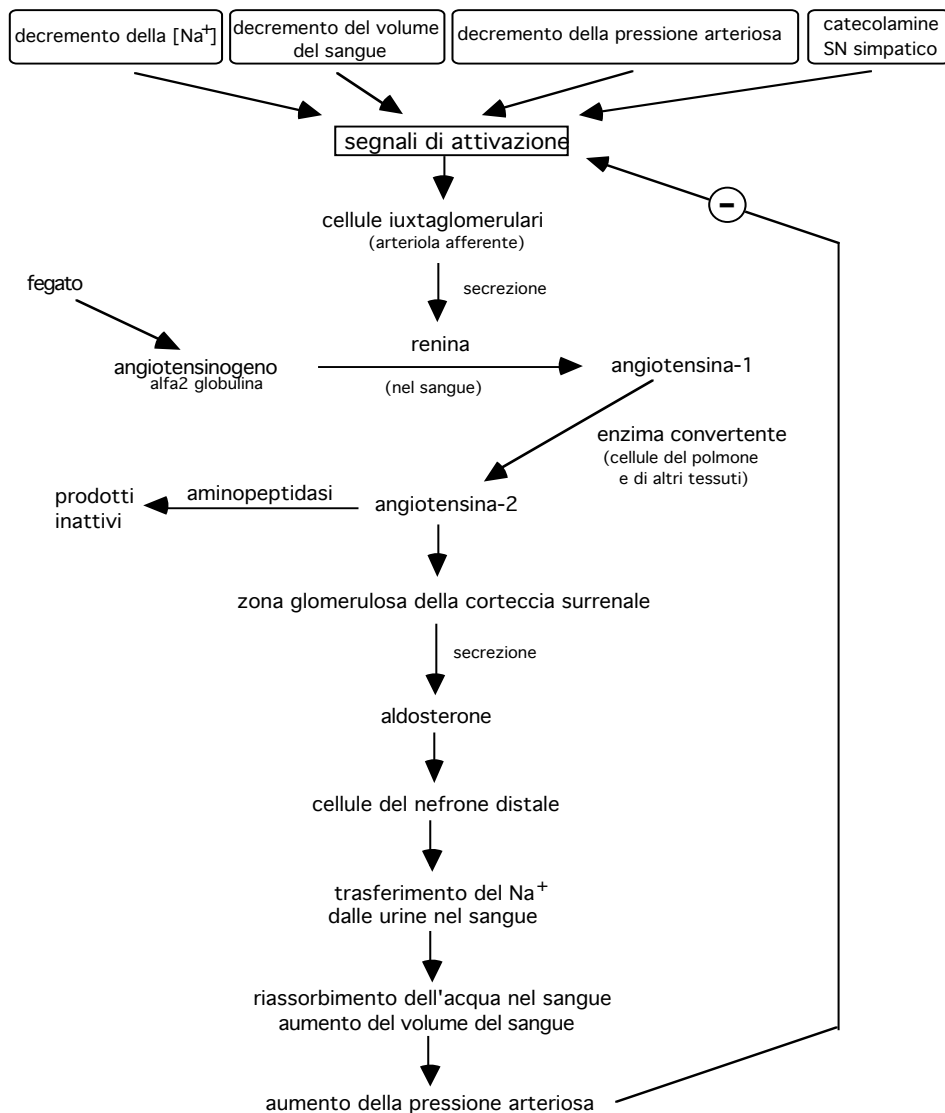 decremento della [Na+]
decremento del volume
del sangue
decremento della pressione arteriosa
catecolamine
SN simpatico
segnali di attivazione
−
cellule iuxtaglomerulari
(arteriola afferente)
fegato
secrezione
renina
angiotensinogeno
alfa2 globulina
(nel sangue)
angiotensina-1
enzima convertente
(cellule del polmone
e di altri tessuti)
prodotti
inattivi
aminopeptidasi
angiotensina-2
zona glomerulosa della corteccia surrenale
secrezione
aldosterone
cellule del nefrone distale
trasferimento del Na+
dalle urine nel sangue
riassorbimento dell'acqua nel sangue
aumento del volume del sangue
aumento della pressione arteriosa